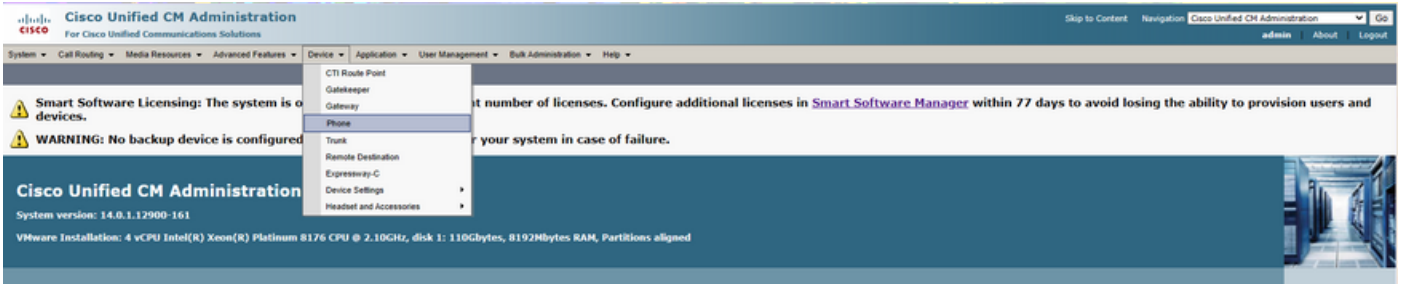 cisco
Cisco Unified CM Administration
For Cisco Unified Communications Solutions
Skip to Content Navigation Cisco Unified CM Administration Go
admin About Logout
System Call Routing Media Resources Advanced Features Device Application User Management Bulk Administration Help
CTI Route Point
Gatekeeper
Gateway
Phone
Trunk
Remote Destination
Expressway-C
Device Settings
Headset and Accessories
Smart Software Licensing: The system is o t number of licenses. Configure additional licenses in Smart Software Manager within 77 days to avoid losing the ability to provision users and
devices.
WARNING: No backup device is configured r your system in case of failure.
Cisco Unified CM Administration
System version: 14.0.1.12900-161
VMware Installation: 4 vCPU Intel(R) Xeon(R) Platinum 8176 CPU @ 2.10GHz, disk 1: 110Gbytes, 8192Mbytes RAM, Partitions aligned